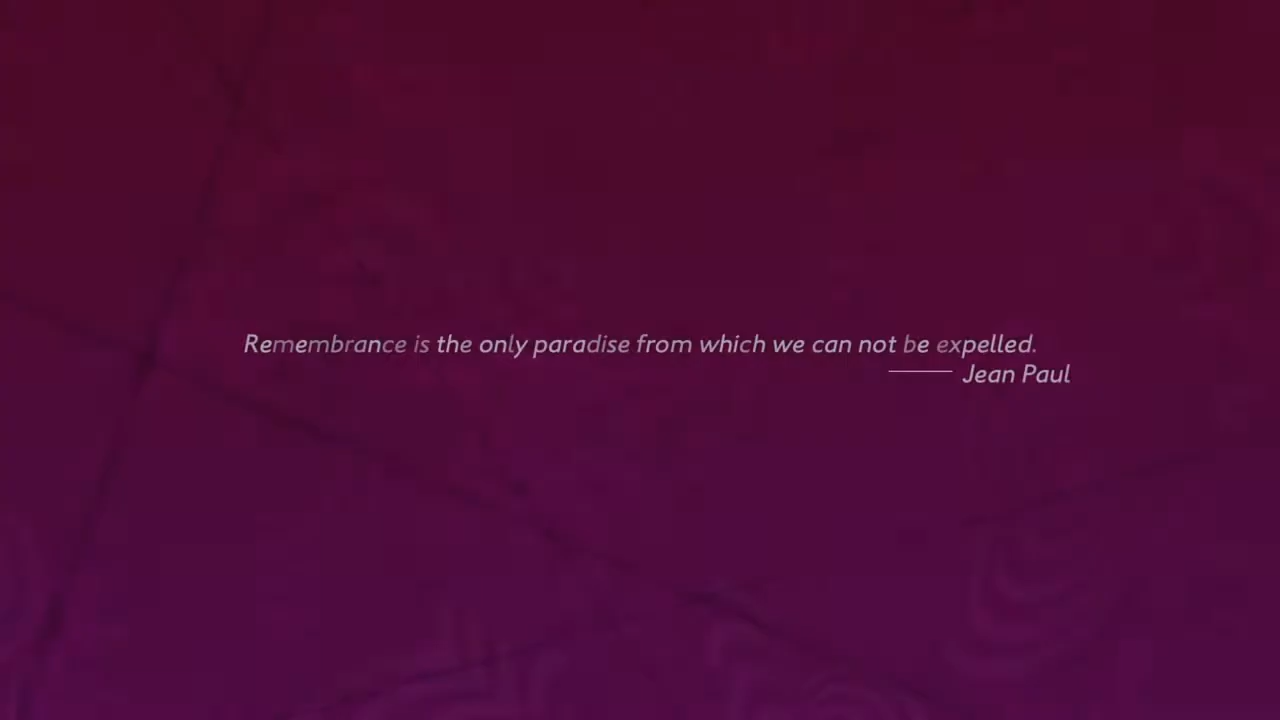 Remembrance is the only paradise from which we can not be expelled.
Jean Paul